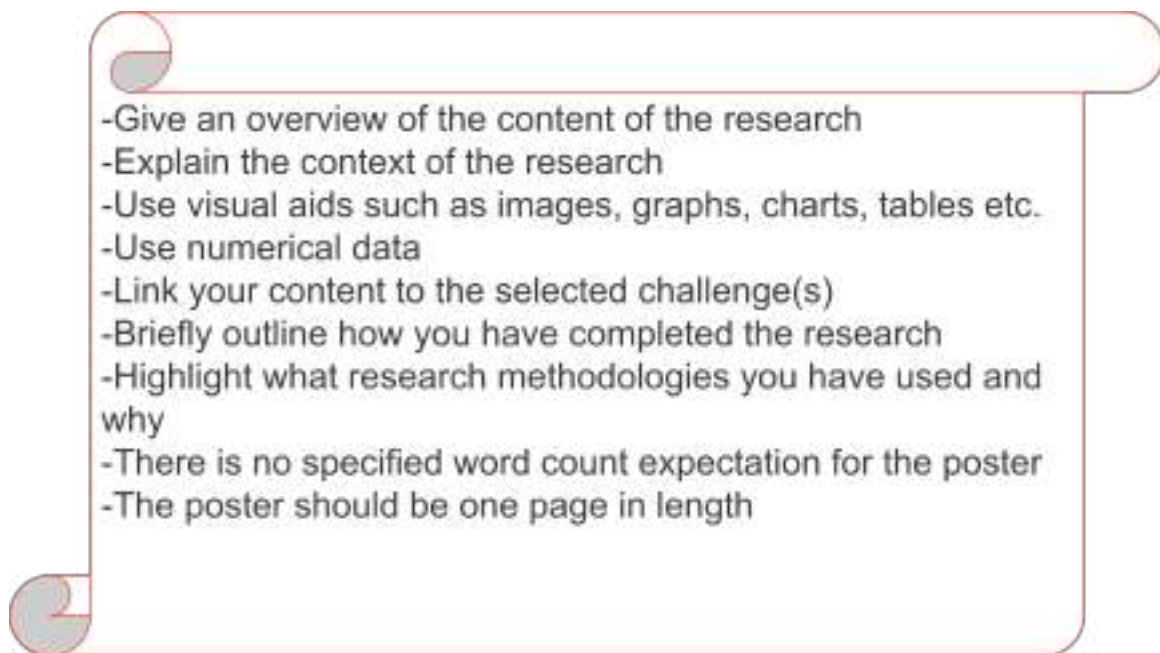 -Give an overview of the content of the research
-Explain the context of the research
-Use visual aids such as images, graphs, charts, tables etc.
-Use numerical data
-Link your content to the selected challenge(s)
-Briefly outline how you have completed the research
-Highlight what research methodologies you have used and
why
-There is no specified word count expectation for the poster
-The poster should be one page in length